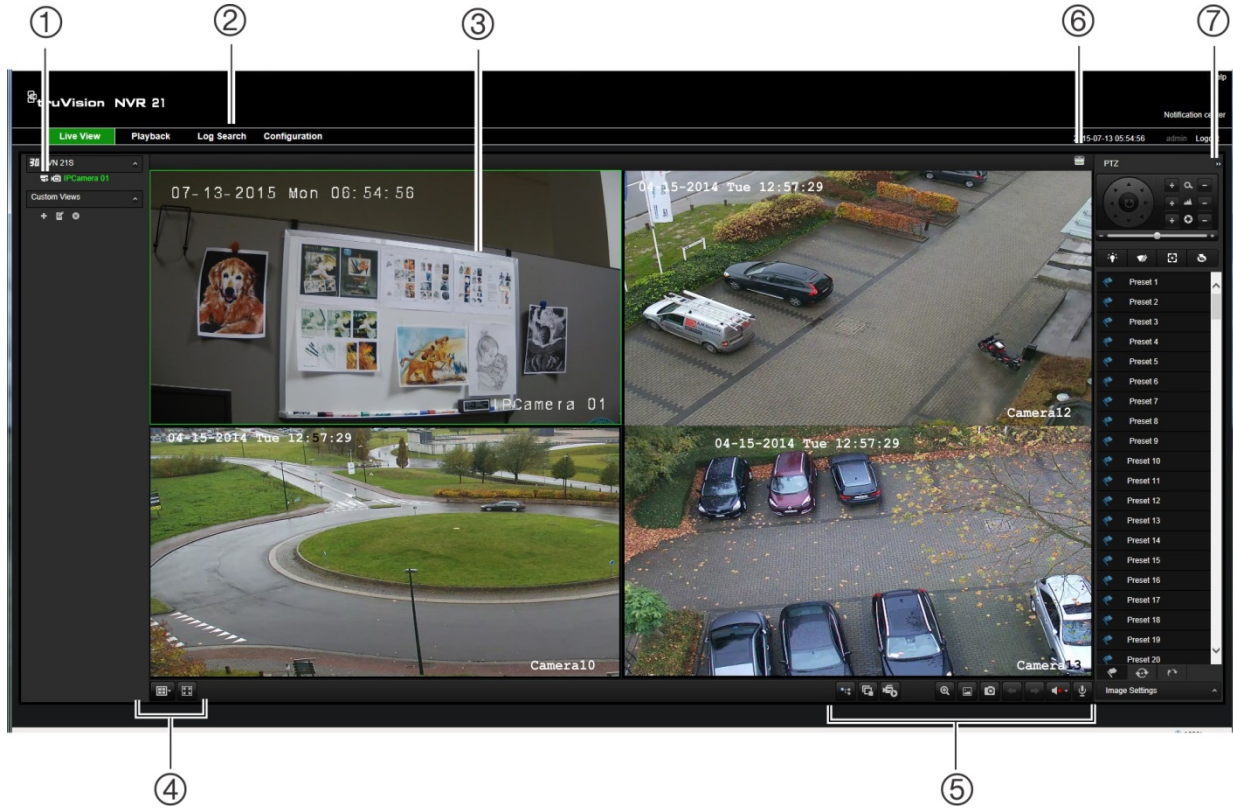 ① ② ③ ⑥ ⑦
truVision NVR 21
Notification center
Live View Playback Log Search Configuration
admin
IPCamera 01
Custom Views
PTZ
07-13-2015 Mon 06:54:56
IPCamera 01
04-15-2014 Tue 12:57:29
Camera12
04-15-2014 Tue 12:57:29
Camera10
04-15-2014 Tue 12:57:29
Camera13
Preset 1
Preset 2
Preset 3
Preset 4
Preset 5
Preset 6
Preset 7
Preset 8
Preset 9
Preset 10
Preset 11
Preset 12
Preset 13
Preset 14
Preset 15
Preset 16
Preset 17
Preset 18
Preset 19
Preset 20
Image Settings
④ ⑤